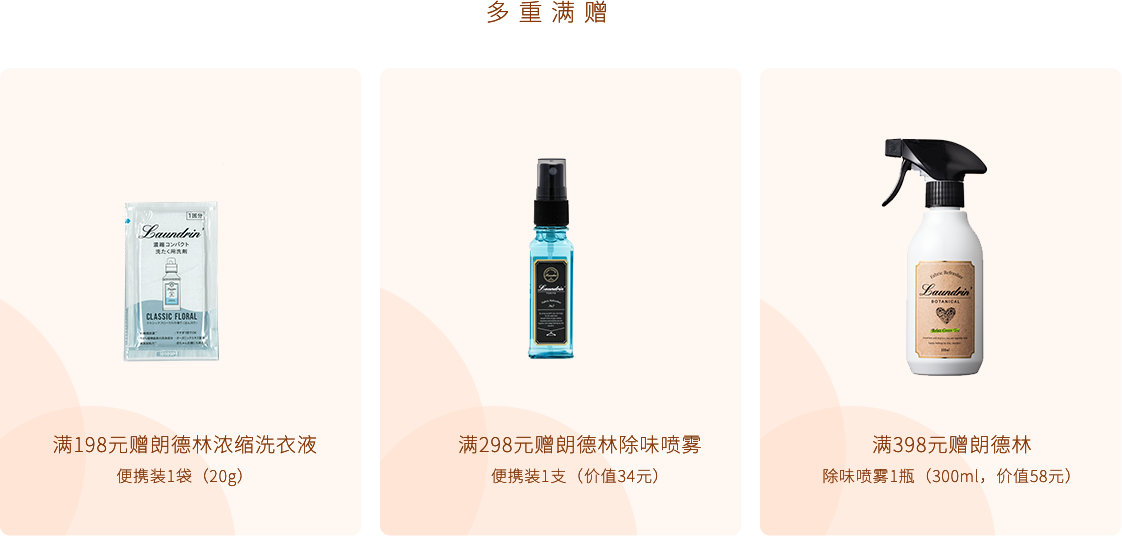 多重满赠
1回分
Laundrin'
濃縮コンパクト
洗たく用洗剤
CLASSIC FLORAL
満198元赠朗德林浓缩洗衣液
便携装1袋（20g）
Laundrin'
满298元赠朗德林除味喷雾
便携装1支（价值34元）
Fabric Refresher
Laundrin'
BOTANICAL
300ml
满398元赠朗德林
除味喷雾1瓶（300ml，价值58元）